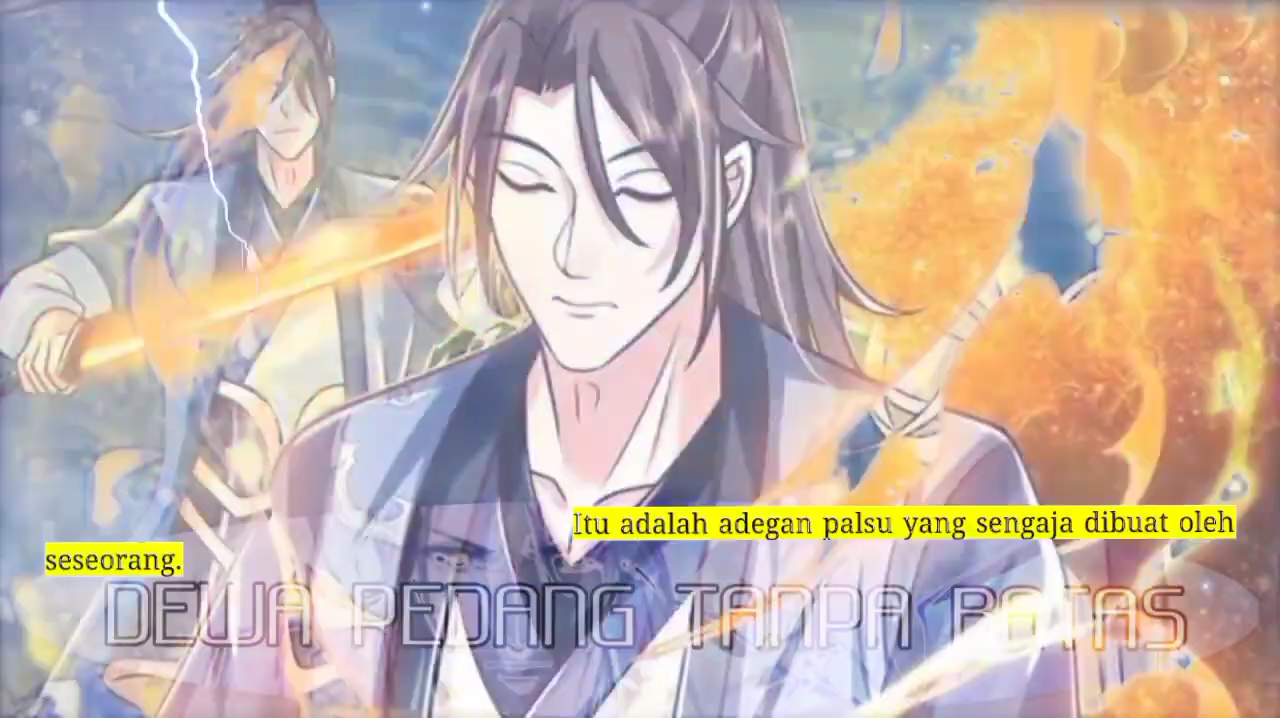 Itu adalah adegan palsu yang sengaja dibuat oleh
seseorang.
DEWA PEDANG TANPA BATAS